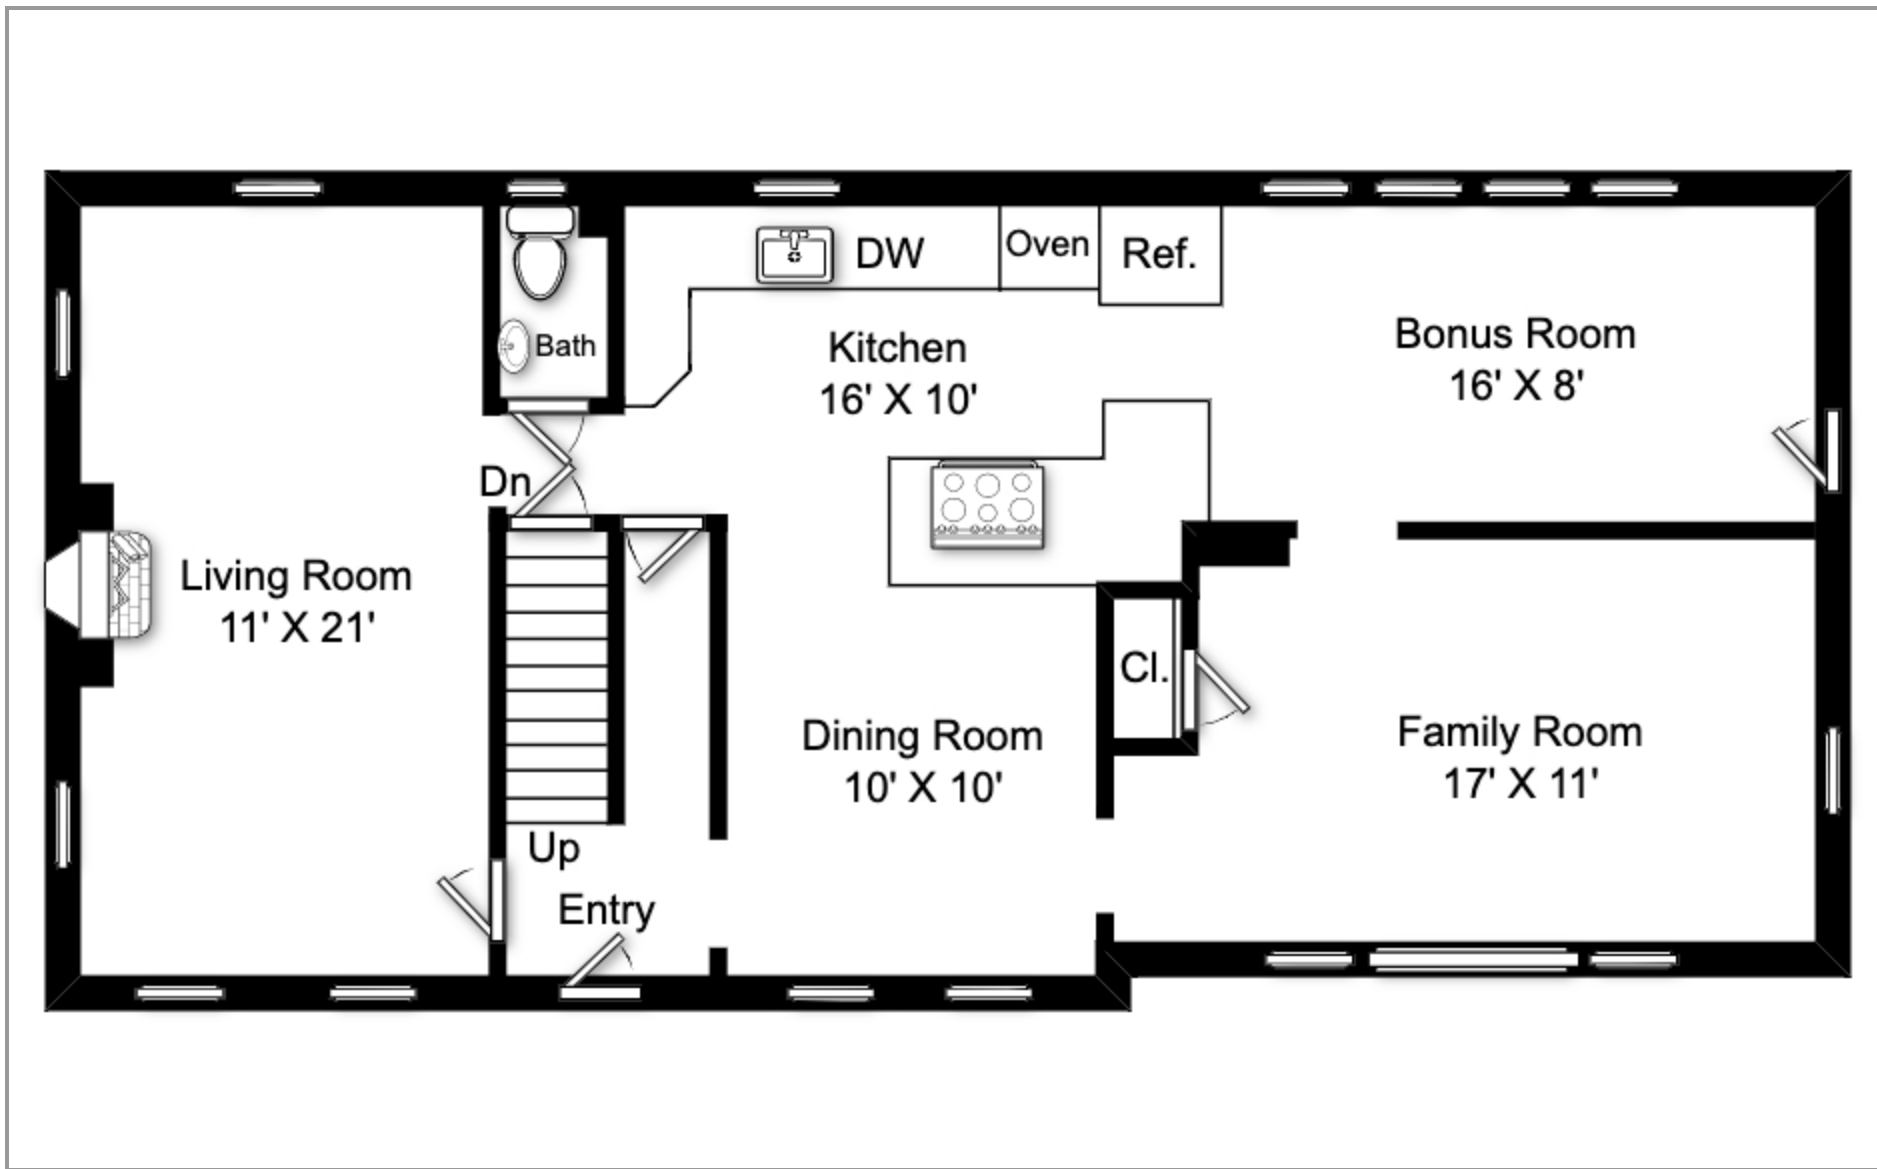 DW
Oven
Ref.
Bath
Kitchen
16' X 10'
Bonus Room
16' X 8'
Dn
Living Room
11' X 21'
Cl.
Dining Room
10' X 10'
Family Room
17' X 11'
Up
Entry